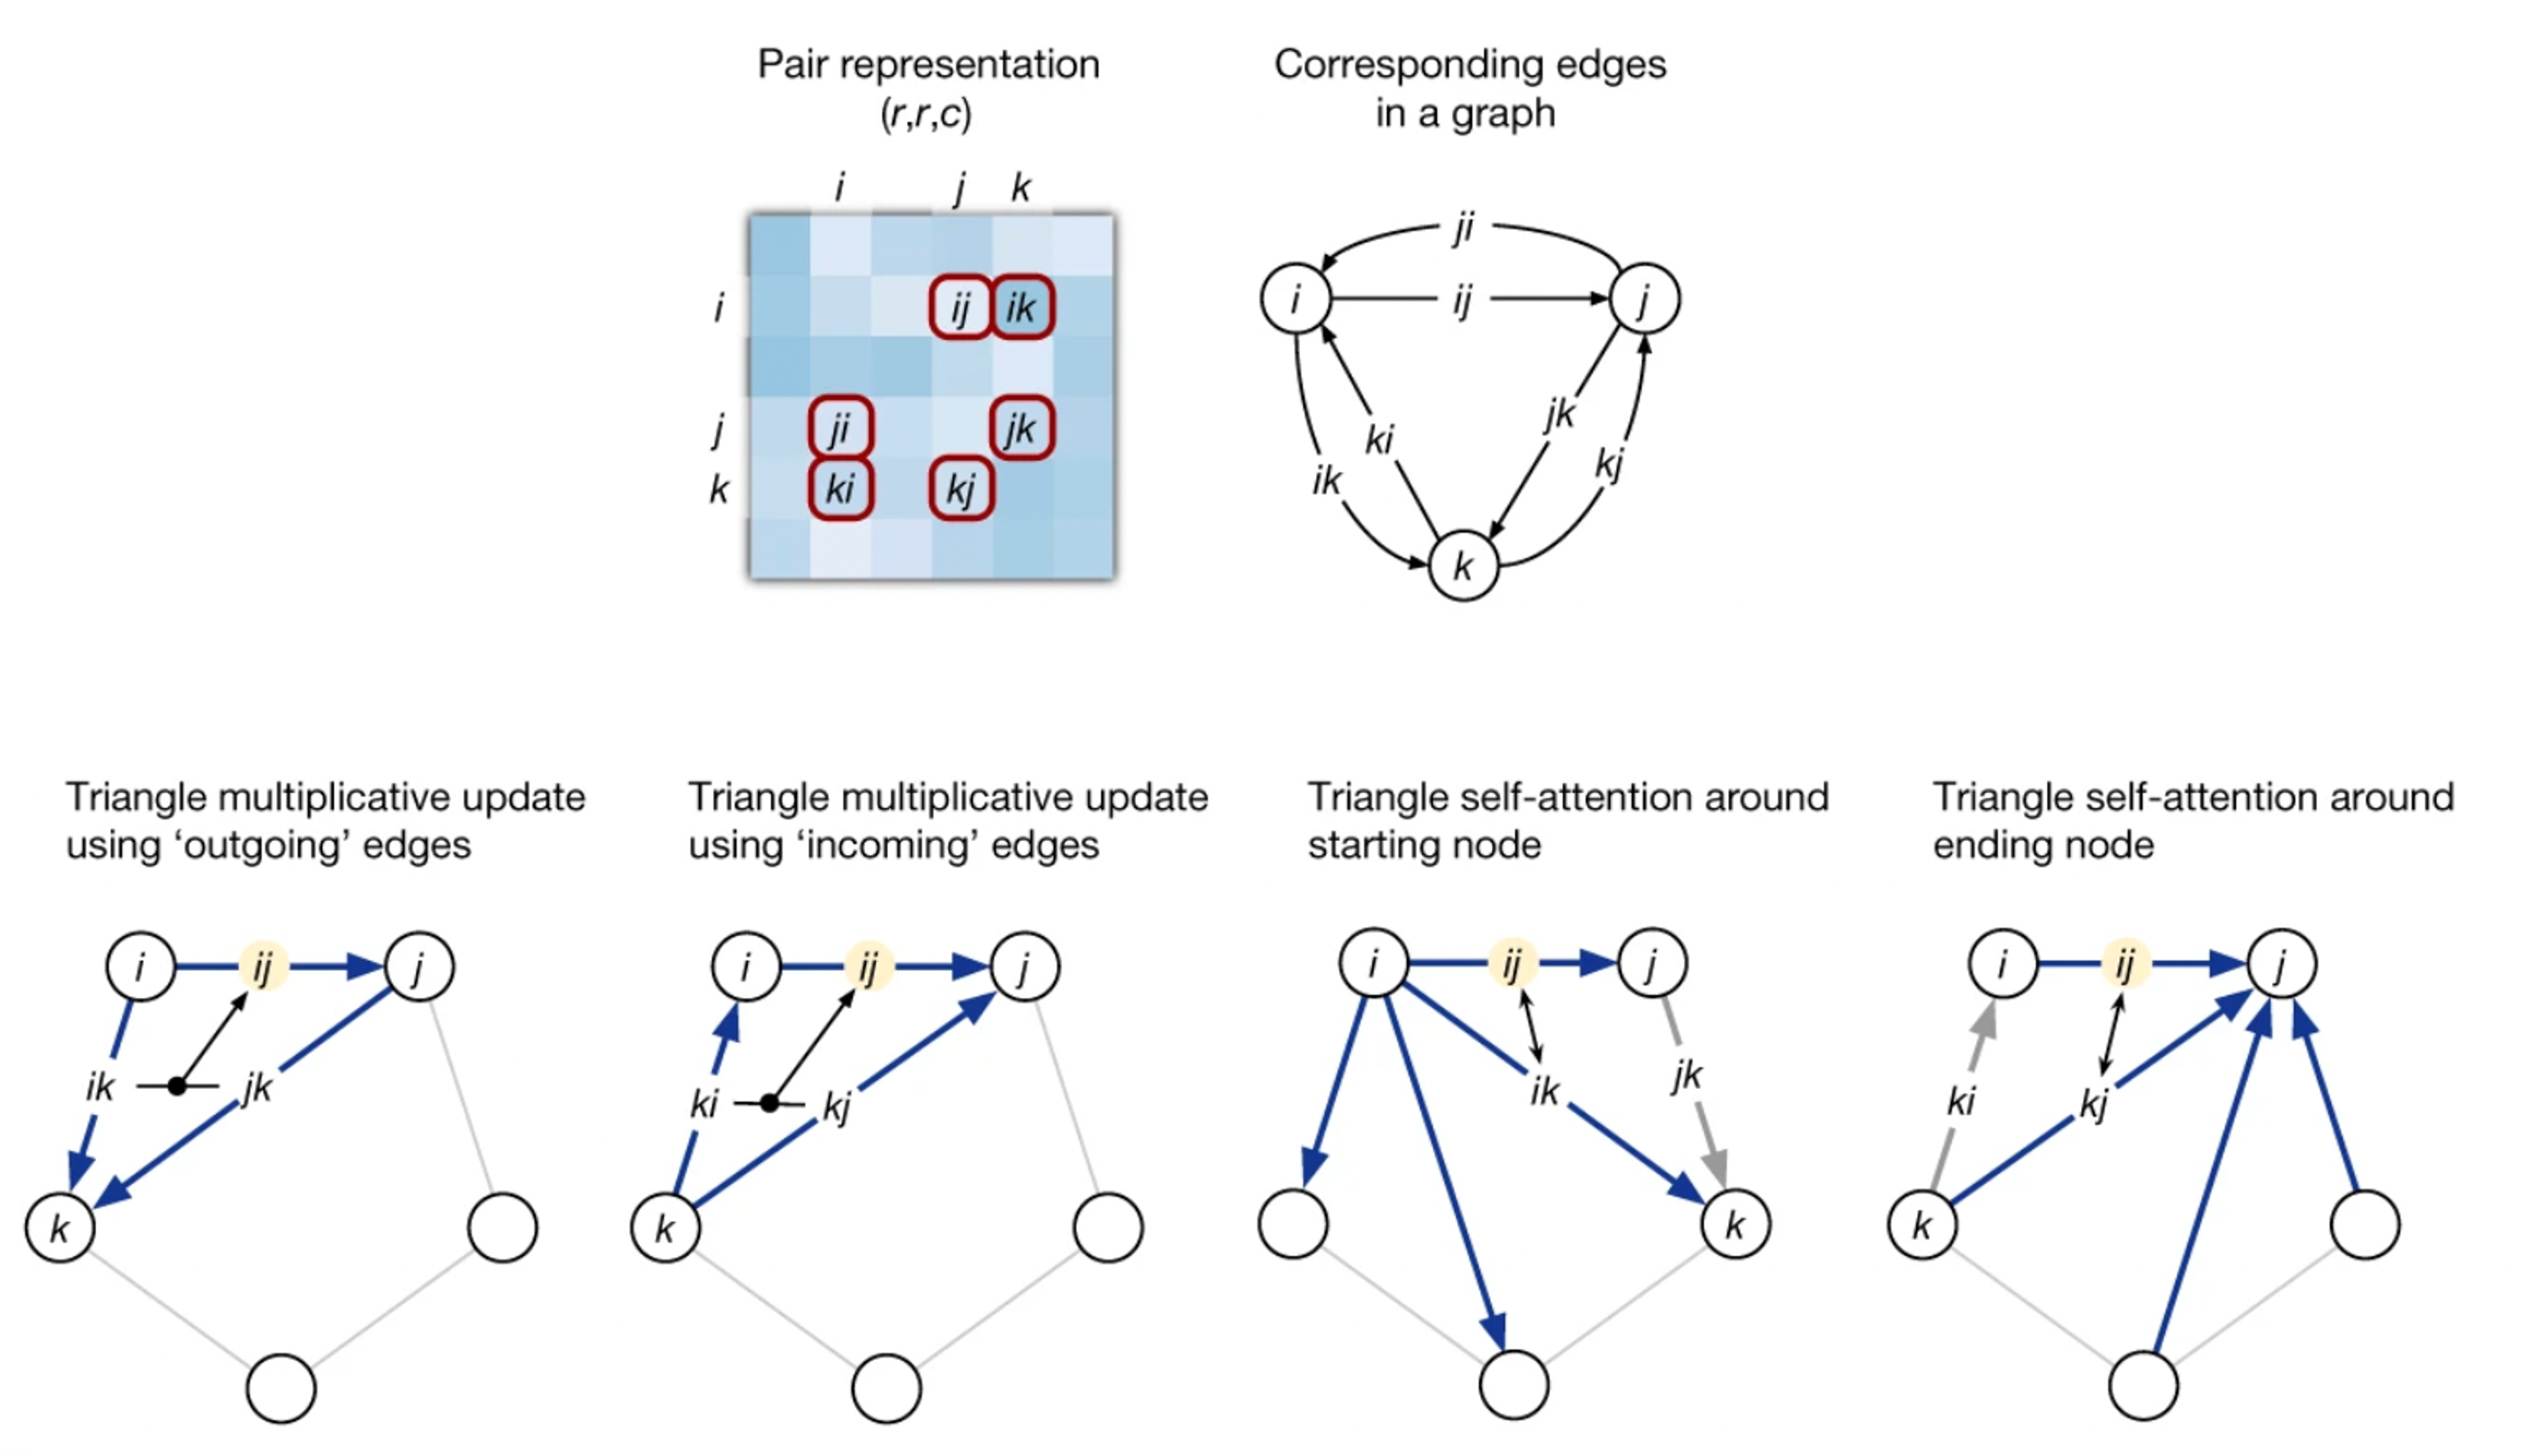 Pair representation
(r,r,c)
Corresponding edges
in a graph
i j k
i ij ik
j ji jk
k ki kj
ji
i ij j
jk
ki
kj
ik
k
Triangle multiplicative update
using ‘outgoing’ edges
i ij j
ik jk
k
Triangle multiplicative update
using ‘incoming’ edges
i ij j
ki kj
k
Triangle self-attention around
starting node
i ij j
jk
ik
k
Triangle self-attention around
ending node
i ij j
ki kj
k